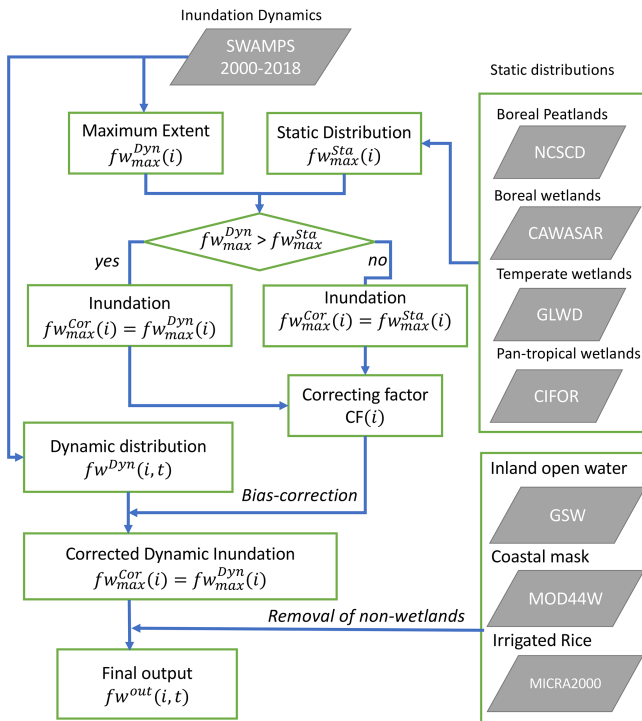 Inundation Dynamics
SWAMPS
2000-2018
Static distributions
Maximum Extent
fw_max^Dyn(i)
Static Distribution
fw_max^Sta(i)
Boreal Peatlands
NCSCD
Boreal wetlands
CAWASAR
Temperate wetlands
GLWD
Pan-tropical wetlands
CIFOR
fw_max^Dyn > fw_max^Sta
yes
no
Inundation
fw_max^Cor(i) = fw_max^Dyn(i)
Inundation
fw_max^Cor(i) = fw_max^Sta(i)
Correcting factor
CF(i)
Dynamic distribution
fw^Dyn(i,t)
Bias-correction
Corrected Dynamic Inundation
fw_max^Cor(i) = fw_max^Dyn(i)
Inland open water
GSW
Coastal mask
MOD44W
Irrigated Rice
MICRA2000
Removal of non-wetlands
Final output
fw^out(i,t)